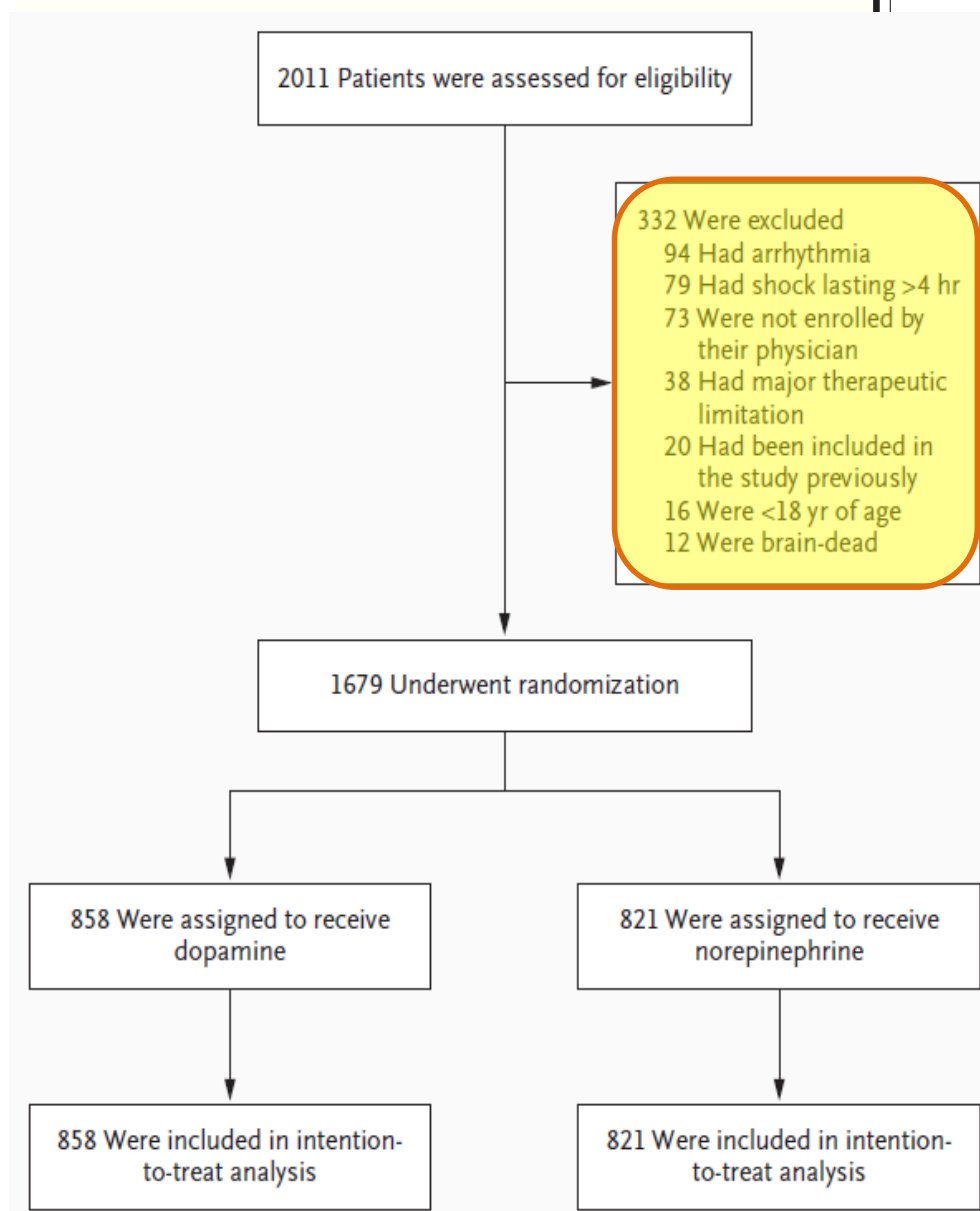 2011 Patients were assessed for eligibility
332 Were excluded
94 Had arrhythmia
79 Had shock lasting >4 hr
73 Were not enrolled by
their physician
38 Had major therapeutic
limitation
20 Had been included in
the study previously
16 Were <18 yr of age
12 Were brain-dead
1679 Underwent randomization
858 Were assigned to receive
dopamine
821 Were assigned to receive
norepinephrine
858 Were included in intention-
to-treat analysis
821 Were included in intention-
to-treat analysis